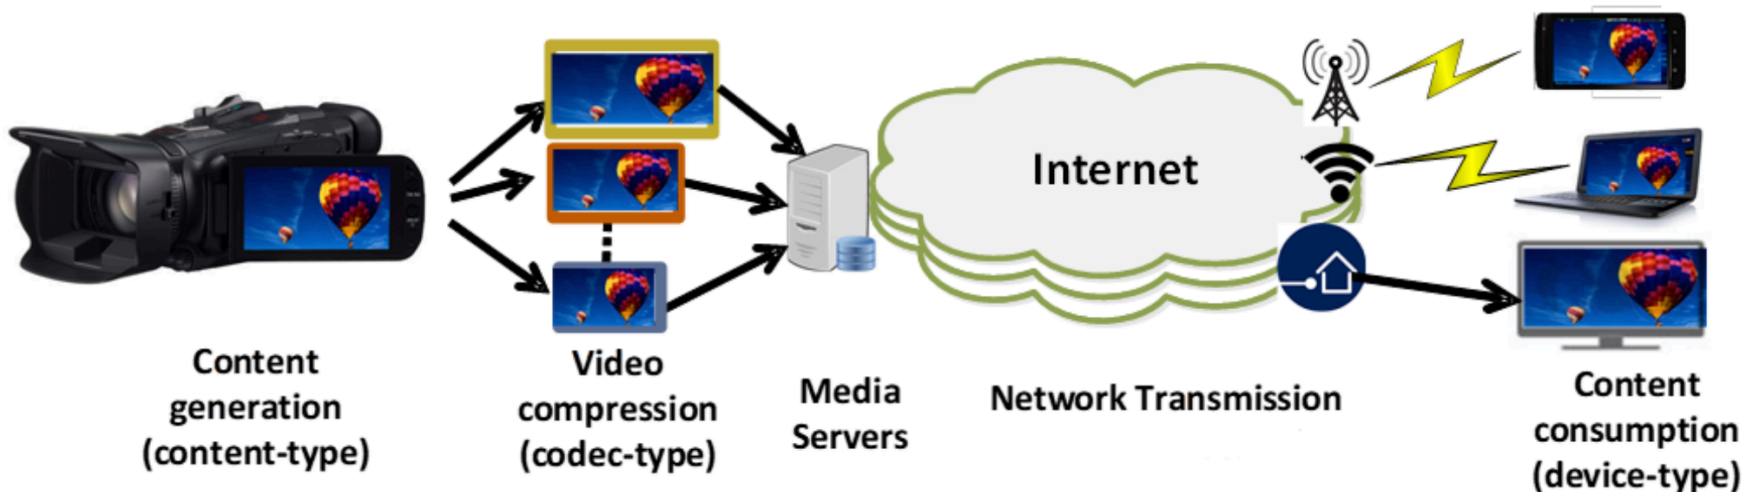 Internet
Content
generation
(content-type)
Video
compression
(codec-type)
Media
Servers
Network Transmission
Content
consumption
(device-type)